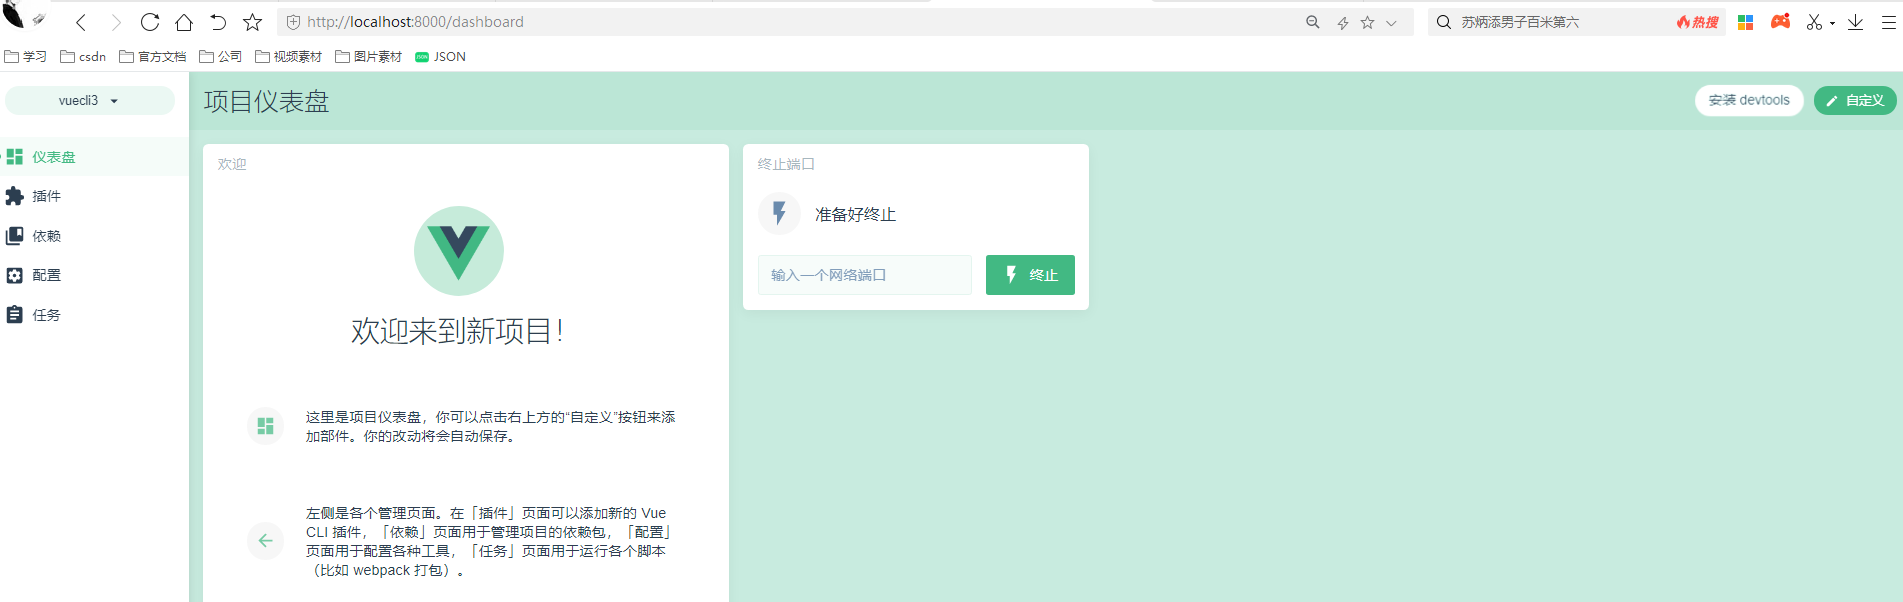 http://localhost:8000/dashboard
苏炳添男子百米第六
热搜
学习
csdn
官方文档
公司
视频素材
图片素材
JSON
JSON
vuecli3
项目仪表盘
安装 devtools
自定义
仪表盘
插件
依赖
配置
任务
欢迎
欢迎来到新项目！
这里是项目仪表盘，你可以点击右上方的“自定义”按钮来添
加部件。你的改动将会自动保存。
左侧是各个管理页面。在「插件」页面可以添加新的 Vue
CLI 插件，「依赖」页面用于管理项目的依赖包，「配置」
页面用于配置各种工具，「任务」页面用于运行各个脚本
（比如 webpack 打包）。
终止端口
准备好终止
输入一个网络端口
终止